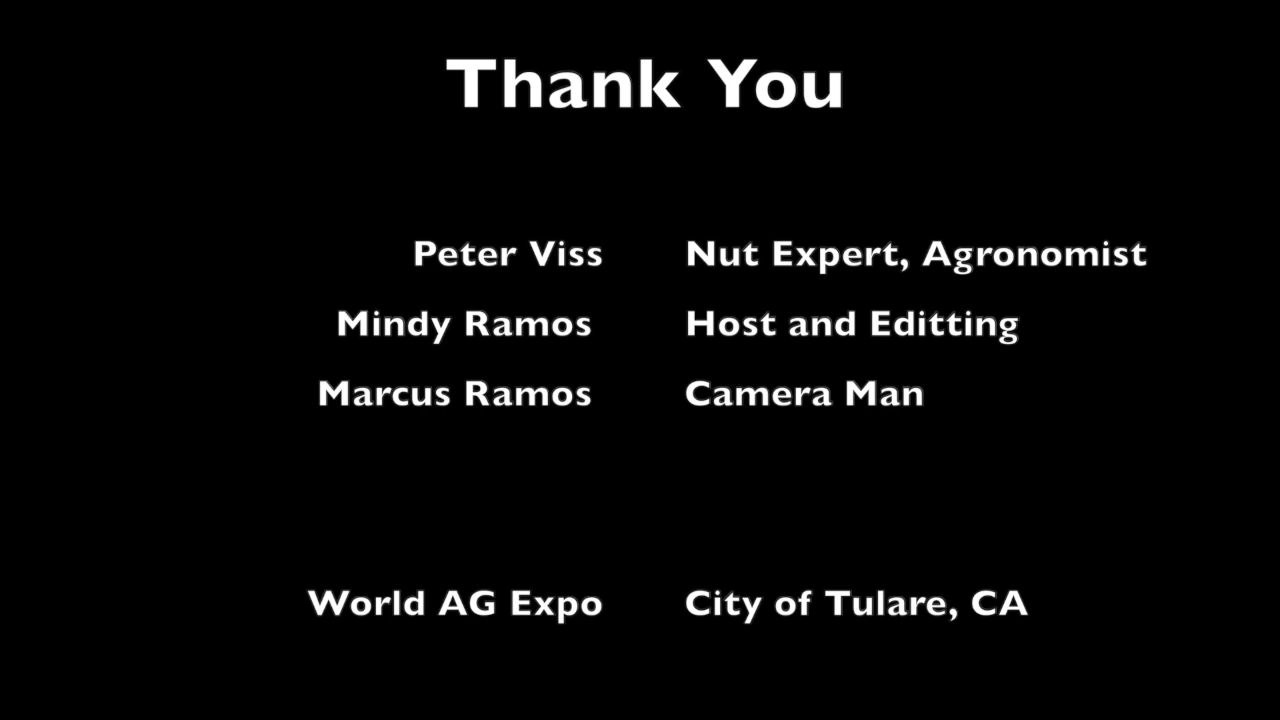 Thank You
Peter Viss Nut Expert, Agronomist
Mindy Ramos Host and Editting
Marcus Ramos Camera Man
World AG Expo City of Tulare, CA